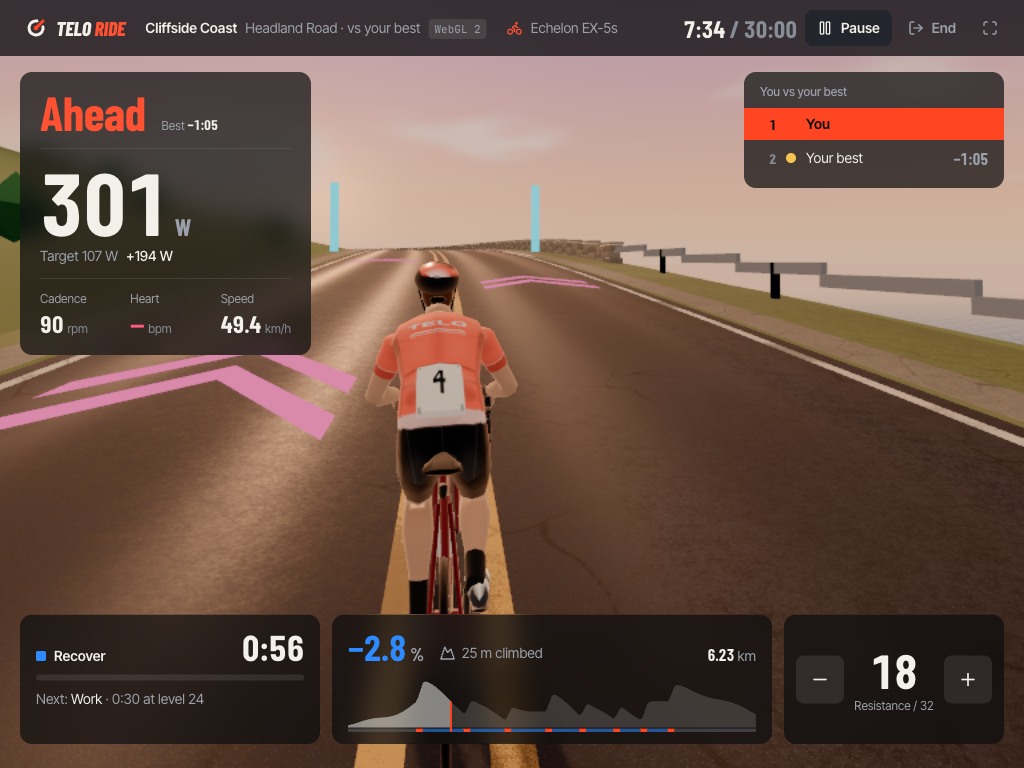 TELO RIDE Cliffside Coast Headland Road · vs your best WebGL 2 Echelon EX-5s 7:34 / 30:00 Pause End
Ahead Best −1:05
301 W
Target 107 W +194 W
Cadence Heart Speed
90 rpm — bpm 49.4 km/h
You vs your best
1 You
2 Your best −1:05
TELO
4
Recover 0:56
Next: Work · 0:30 at level 24
−2.8 % 25 m climbed 6.23 km
− 18 +
Resistance / 32